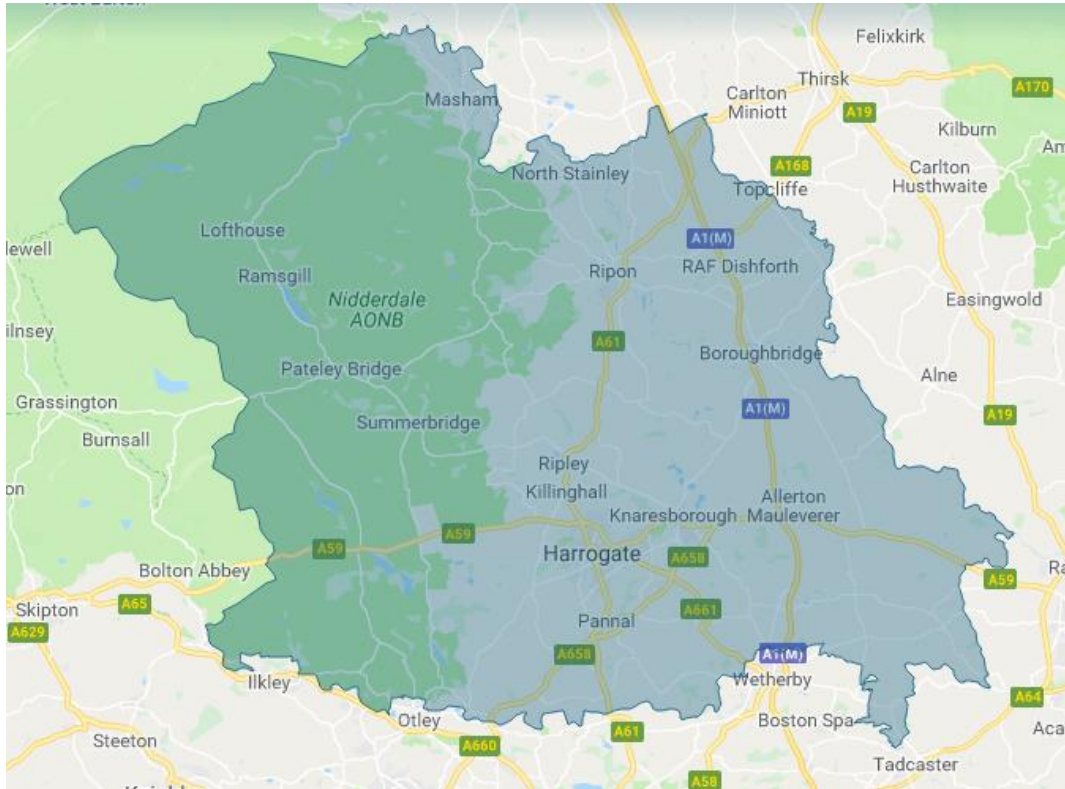 Felixkirk
Thirsk
A170
Carlton
Miniott
A19
Masham
Kilburn
A168
Carlton
Husthwaite
North Stainley
Topcliffe
Lofthouse
A1(M)
Ripon
RAF Dishforth
Ramsgill
Nidderdale
AONB
Easingwold
A61
Boroughbridge
Pateley Bridge
Alne
Grassington
A1(M)
A19
Summerbridge
Burnsall
Ripley
Killinghall
Allerton
Mauleverer
Knaresborough
A59
A59
Harrogate
A658
Bolton Abbey
A59
Skipton
A65
A661
A629
Pannal
A658
A1(M)
Ilkley
Wetherby
A64
Otley
Boston Spa
A61
Steeton
A660
Tadcaster
A58